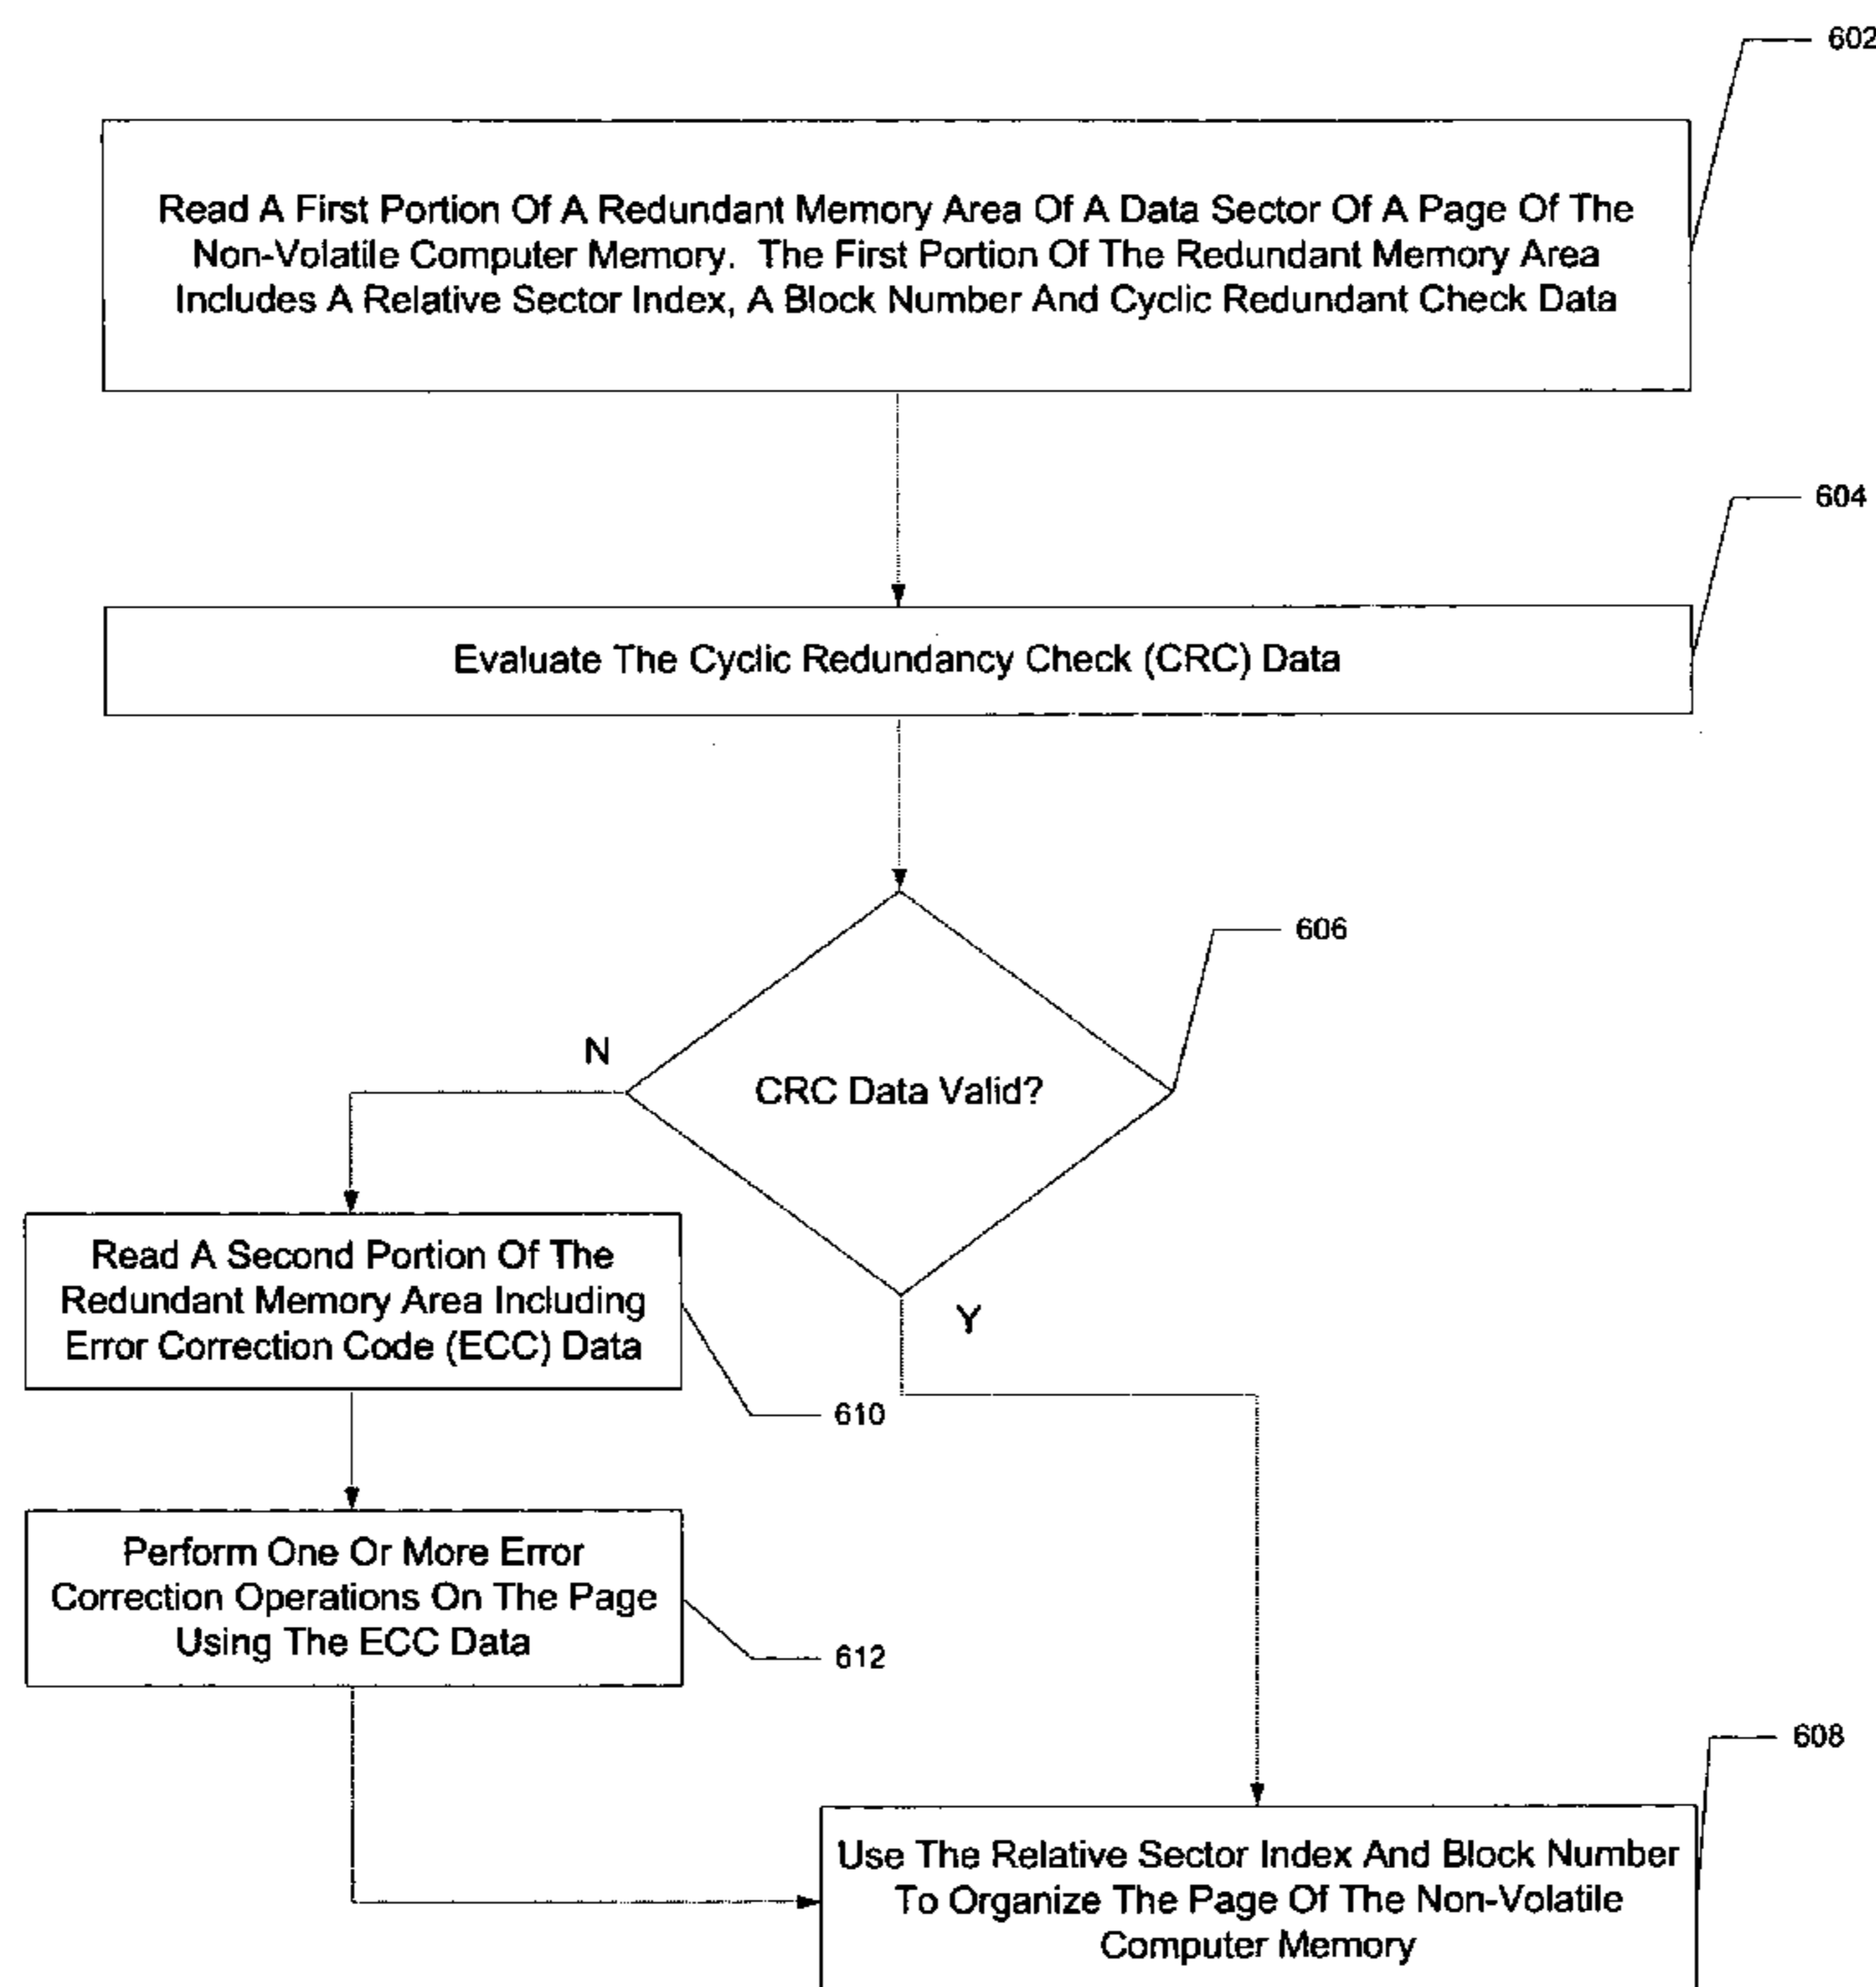 602
Read A First Portion Of A Redundant Memory Area Of A Data Sector Of A Page Of The
Non-Volatile Computer Memory. The First Portion Of The Redundant Memory Area
Includes A Relative Sector Index, A Block Number And Cyclic Redundant Check Data
604
Evaluate The Cyclic Redundancy Check (CRC) Data
606
N
CRC Data Valid?
Y
Read A Second Portion Of The
Redundant Memory Area Including
Error Correction Code (ECC) Data
610
Perform One Or More Error
Correction Operations On The Page
Using The ECC Data
612
608
Use The Relative Sector Index And Block Number
To Organize The Page Of The Non-Volatile
Computer Memory